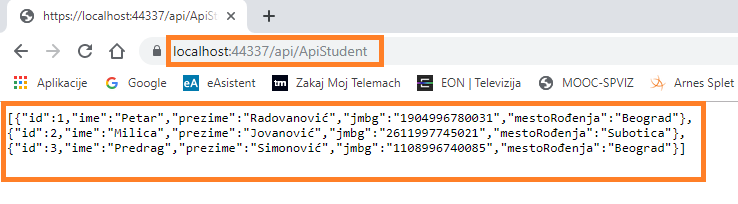 https://localhost:44337/api/ApiSt
localhost:44337/api/ApiStudent
Aplikacije eA eAsistent tm Zakaj Moj Telemach EON | Televizija MOOC-SPVIZ Arnes Splet
[{"id":1,"ime":"Petar","prezime":"Radovanović","jmbg":"1904996780031","mestoRođenja":"Beograd"},
{"id":2,"ime":"Milica","prezime":"Jovanović","jmbg":"2611997745021","mestoRođenja":"Subotica"},
{"id":3,"ime":"Predrag","prezime":"Simonović","jmbg":"1108996740085","mestoRođenja":"Beograd"}]